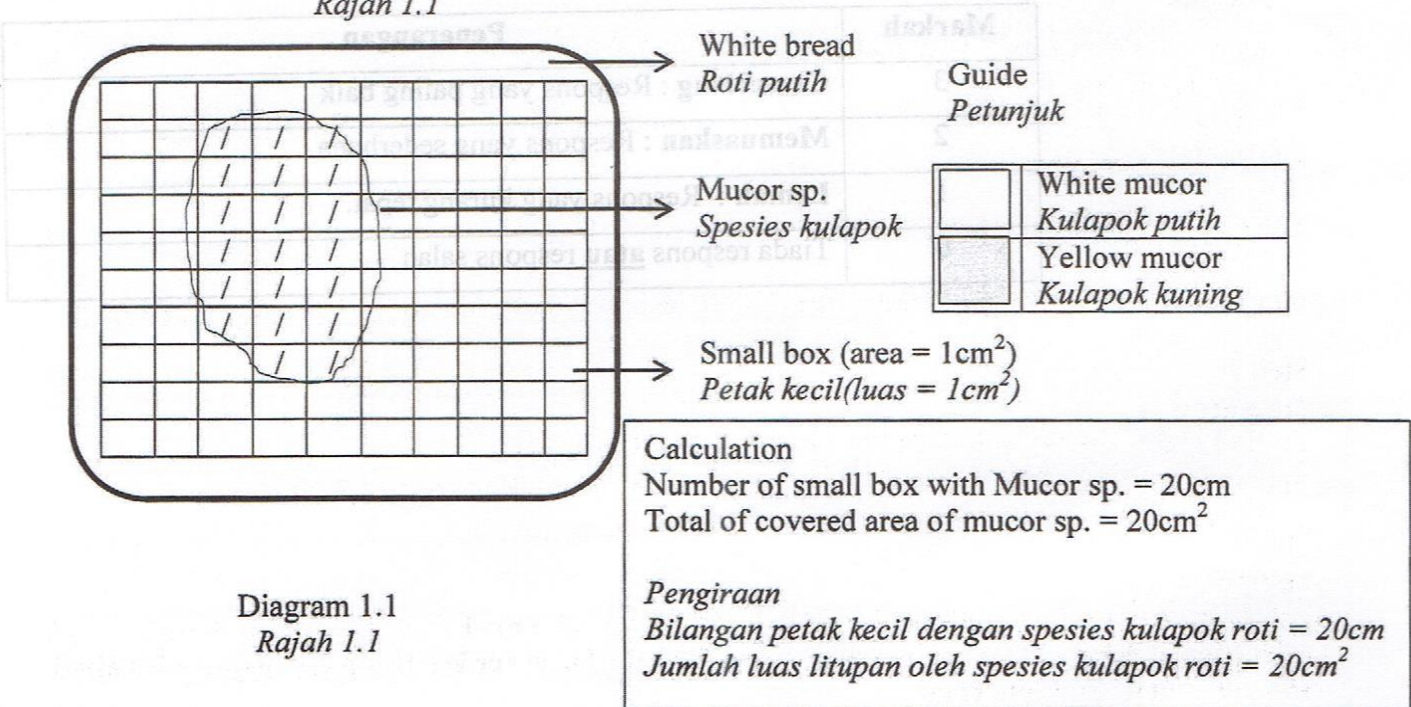 Rajah 1.1
White bread
Roti putih
Guide
Petunjuk
Mucor sp.
Spesies kulapok
White mucor
Kulapok putih
Yellow mucor
Kulapok kuning
Small box (area = 1cm²)
Petak kecil(luas = 1cm²)
Calculation
Number of small box with Mucor sp. = 20cm
Total of covered area of mucor sp. = 20cm²
Pengiraan
Bilangan petak kecil dengan spesies kulapok roti = 20cm
Jumlah luas litupan oleh spesies kulapok roti = 20cm²
Diagram 1.1
Rajah 1.1